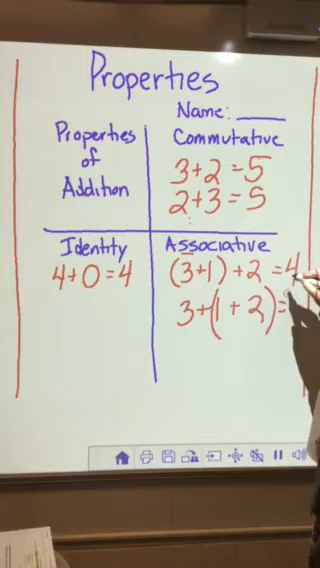 Properties
Name: ______
Properties
of
Addition
Commutative
3+2=5
2+3=5
Identity
4+0=4
Associative
(3+1)+2=4
3+(1+2)=